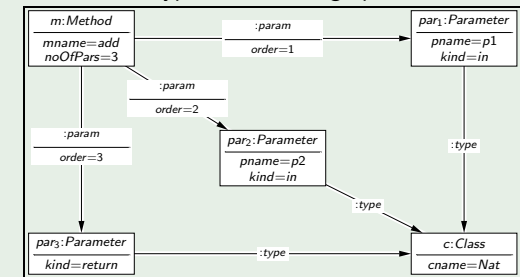 m:Method
mname=add
noOfPars=3
:param
order=1
par₁:Parameter
pname=p1
kind=in
:param
order=2
:param
order=3
par₂:Parameter
pname=p2
kind=in
:type
:type
par₃:Parameter
kind=return
:type
c:Class
cname=Nat